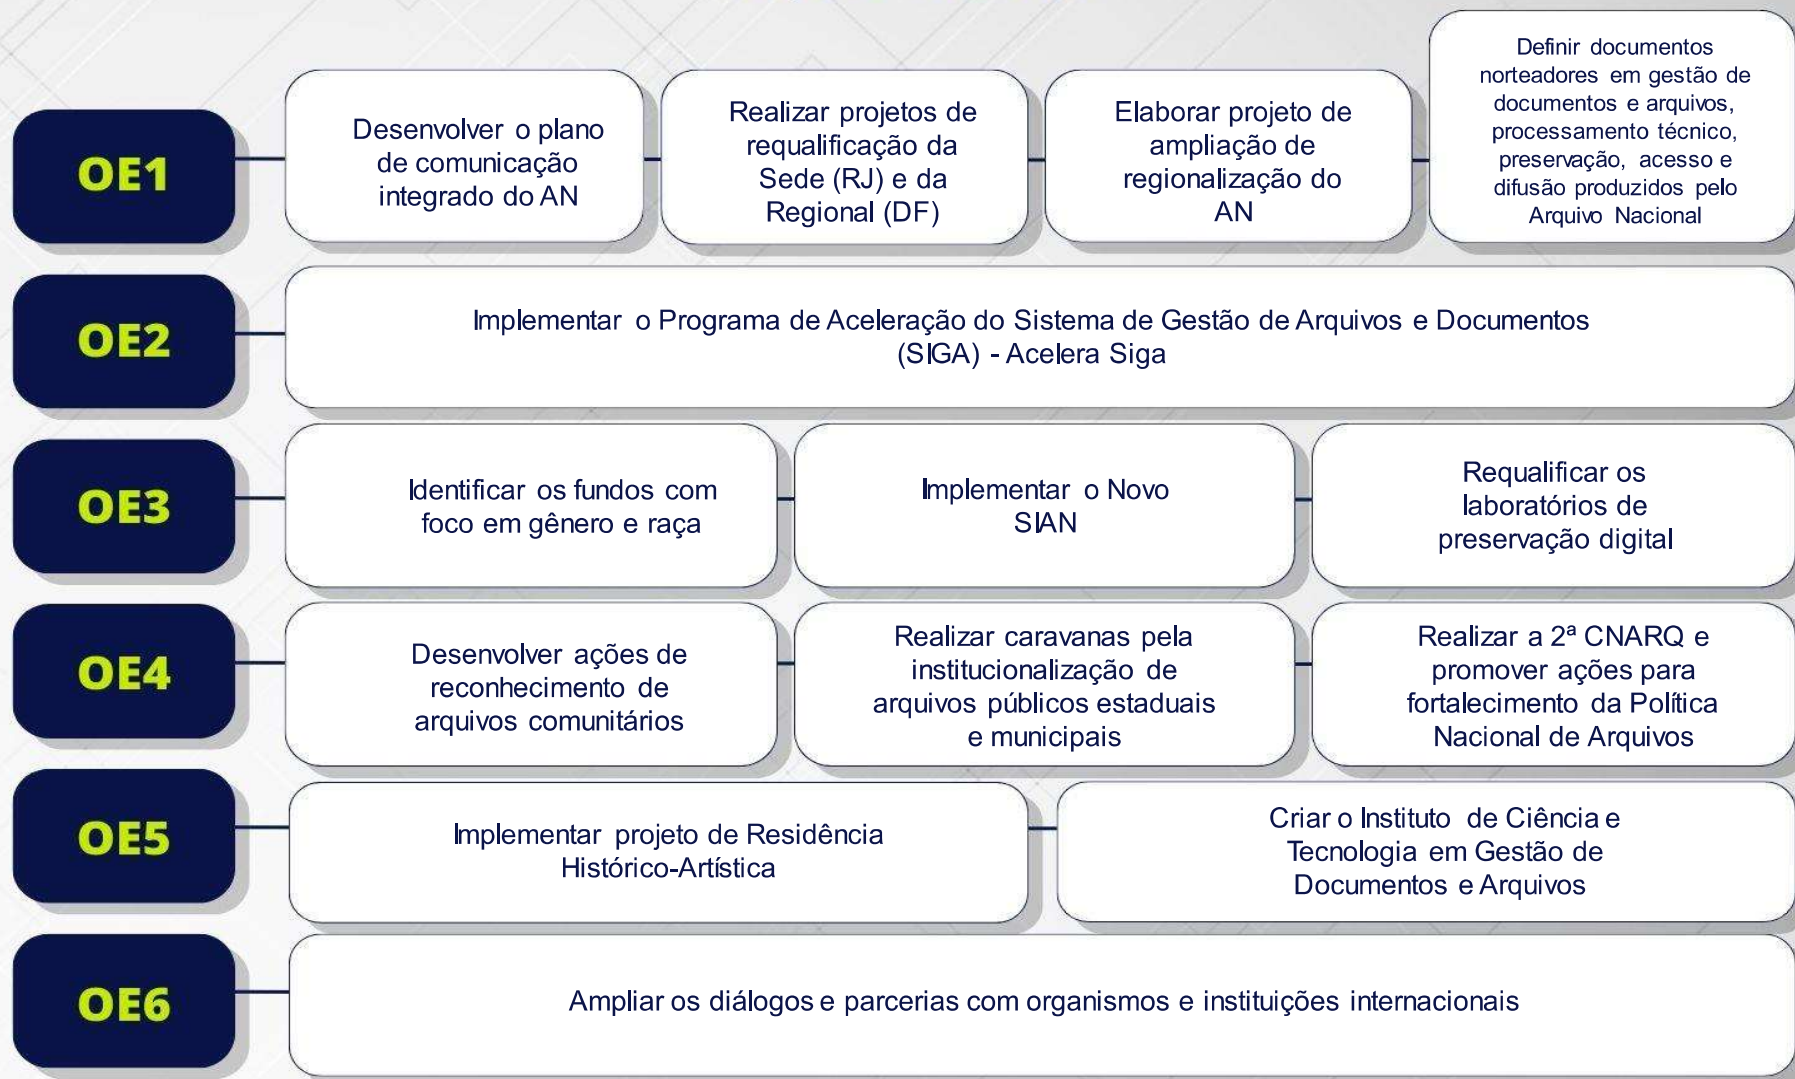 OE1
Desenvolver o plano
de comunicação
integrado do AN
Realizar projetos de
requalificação da
Sede (RJ) e da
Regional (DF)
Elaborar projeto de
ampliação de
regionalização do
AN
Definir documentos
norteadores em gestão de
documentos e arquivos,
processamento técnico,
preservação, acesso e
difusão produzidos pelo
Arquivo Nacional
OE2
Implementar o Programa de Aceleração do Sistema de Gestão de Arquivos e Documentos
(SIGA) - Acelera Siga
OE3
Identificar os fundos com
foco em gênero e raça
Implementar o Novo
SIAN
Requalificar os
laboratórios de
preservação digital
OE4
Desenvolver ações de
reconhecimento de
arquivos comunitários
Realizar caravanas pela
institucionalização de
arquivos públicos estaduais
e municipais
Realizar a 2ª CNARQ e
promover ações para
fortalecimento da Política
Nacional de Arquivos
OE5
Implementar projeto de Residência
Histórico-Artística
Criar o Instituto de Ciência e
Tecnologia em Gestão de
Documentos e Arquivos
OE6
Ampliar os diálogos e parcerias com organismos e instituições internacionais